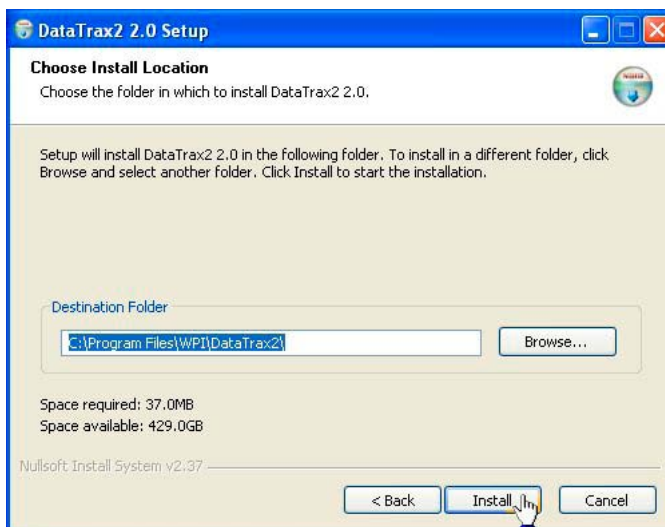 DataTrax2 2.0 Setup
Choose Install Location
Choose the folder in which to install DataTrax2 2.0.
Setup will install DataTrax2 2.0 in the following folder. To install in a different folder, click
Browse and select another folder. Click Install to start the installation.
Destination Folder
C:\Program Files\WPI\DataTrax2\
Browse...
Space required: 37.0MB
Space available: 429.0GB
Nullsoft Install System v2.37
< Back
Install
Cancel